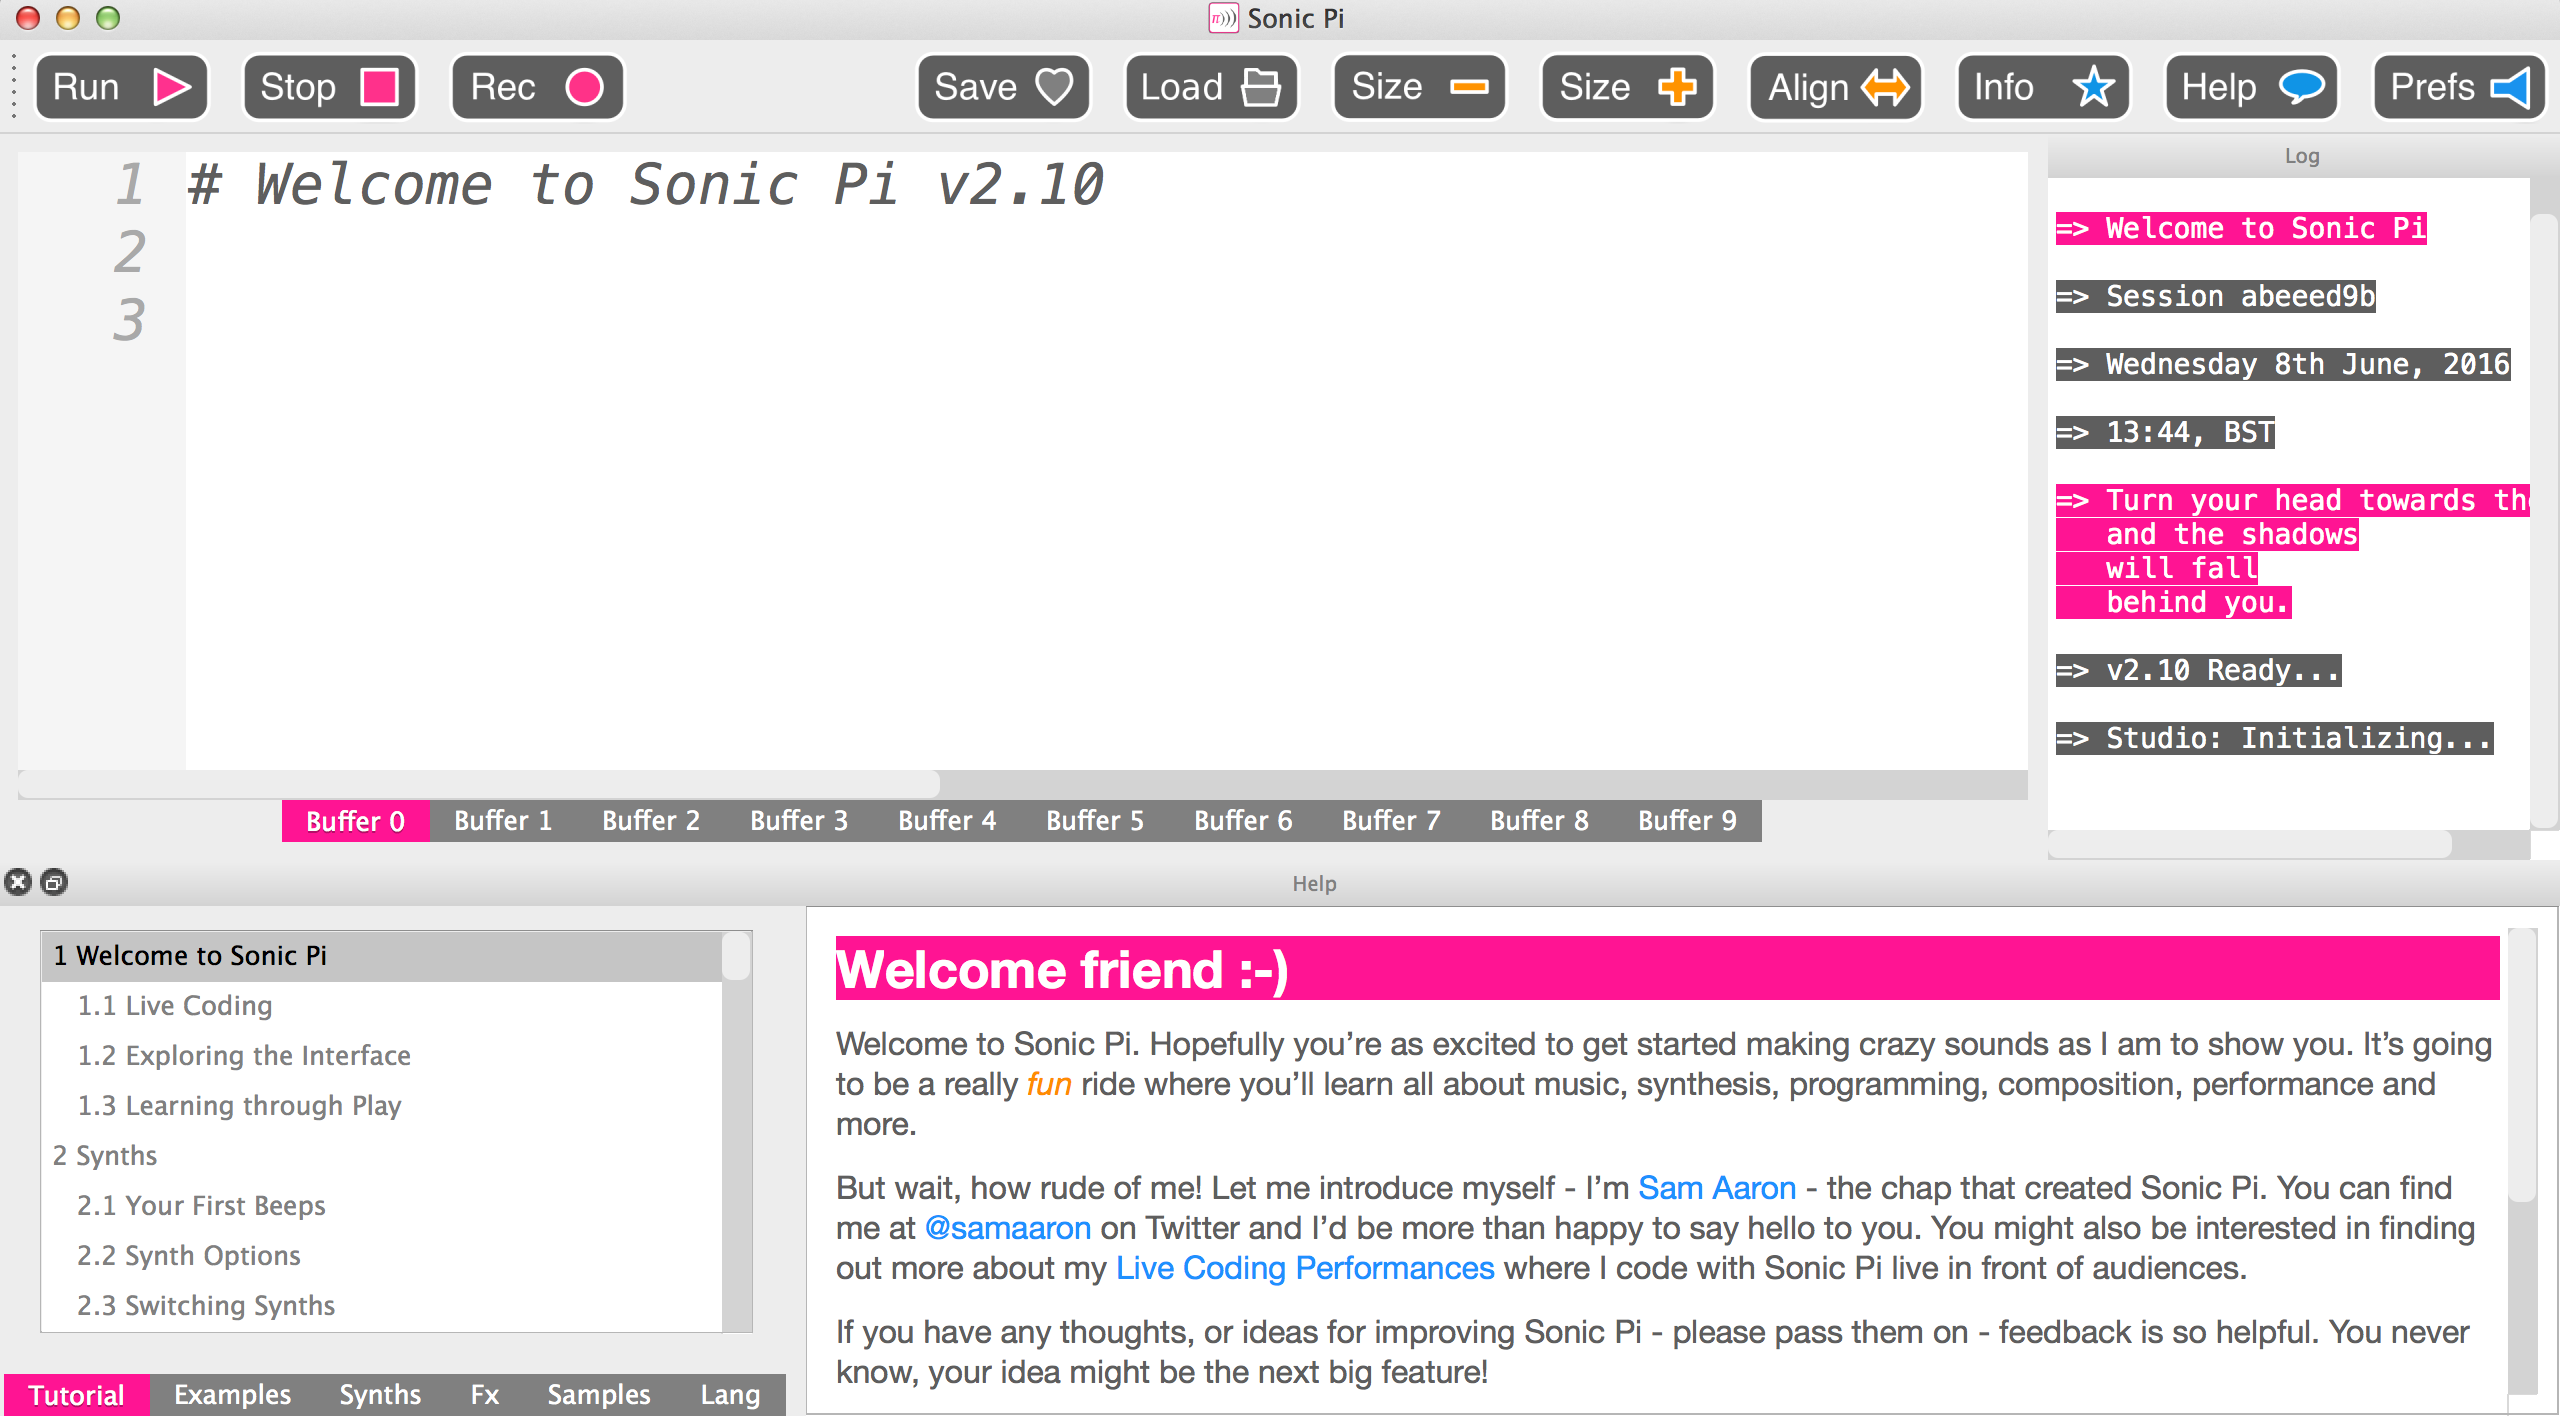 Sonic Pi
Run Stop Rec Save Load Size Size Align Info Help Prefs
1 # Welcome to Sonic Pi v2.10
2
3
Buffer 0 Buffer 1 Buffer 2 Buffer 3 Buffer 4 Buffer 5 Buffer 6 Buffer 7 Buffer 8 Buffer 9
Log
=> Welcome to Sonic Pi
=> Session abeeed9b
=> Wednesday 8th June, 2016
=> 13:44, BST
=> Turn your head towards
and the shadows
will fall
behind you.
=> v2.10 Ready...
=> Studio: Initializing...
Help
1 Welcome to Sonic Pi
1.1 Live Coding
1.2 Exploring the Interface
1.3 Learning through Play
2 Synths
2.1 Your First Beeps
2.2 Synth Options
2.3 Switching Synths
Tutorial Examples Synths Fx Samples Lang
Welcome friend :-)
Welcome to Sonic Pi. Hopefully you’re as excited to get started making crazy sounds as I am to show you. It’s going
to be a really fun ride where you’ll learn all about music, synthesis, programming, composition, performance and
more.
But wait, how rude of me! Let me introduce myself - I’m Sam Aaron - the chap that created Sonic Pi. You can find
me at @samaaron on Twitter and I’d be more than happy to say hello to you. You might also be interested in finding
out more about my Live Coding Performances where I code with Sonic Pi live in front of audiences.
If you have any thoughts, or ideas for improving Sonic Pi - please pass them on - feedback is so helpful. You never
know, your idea might be the next big feature!